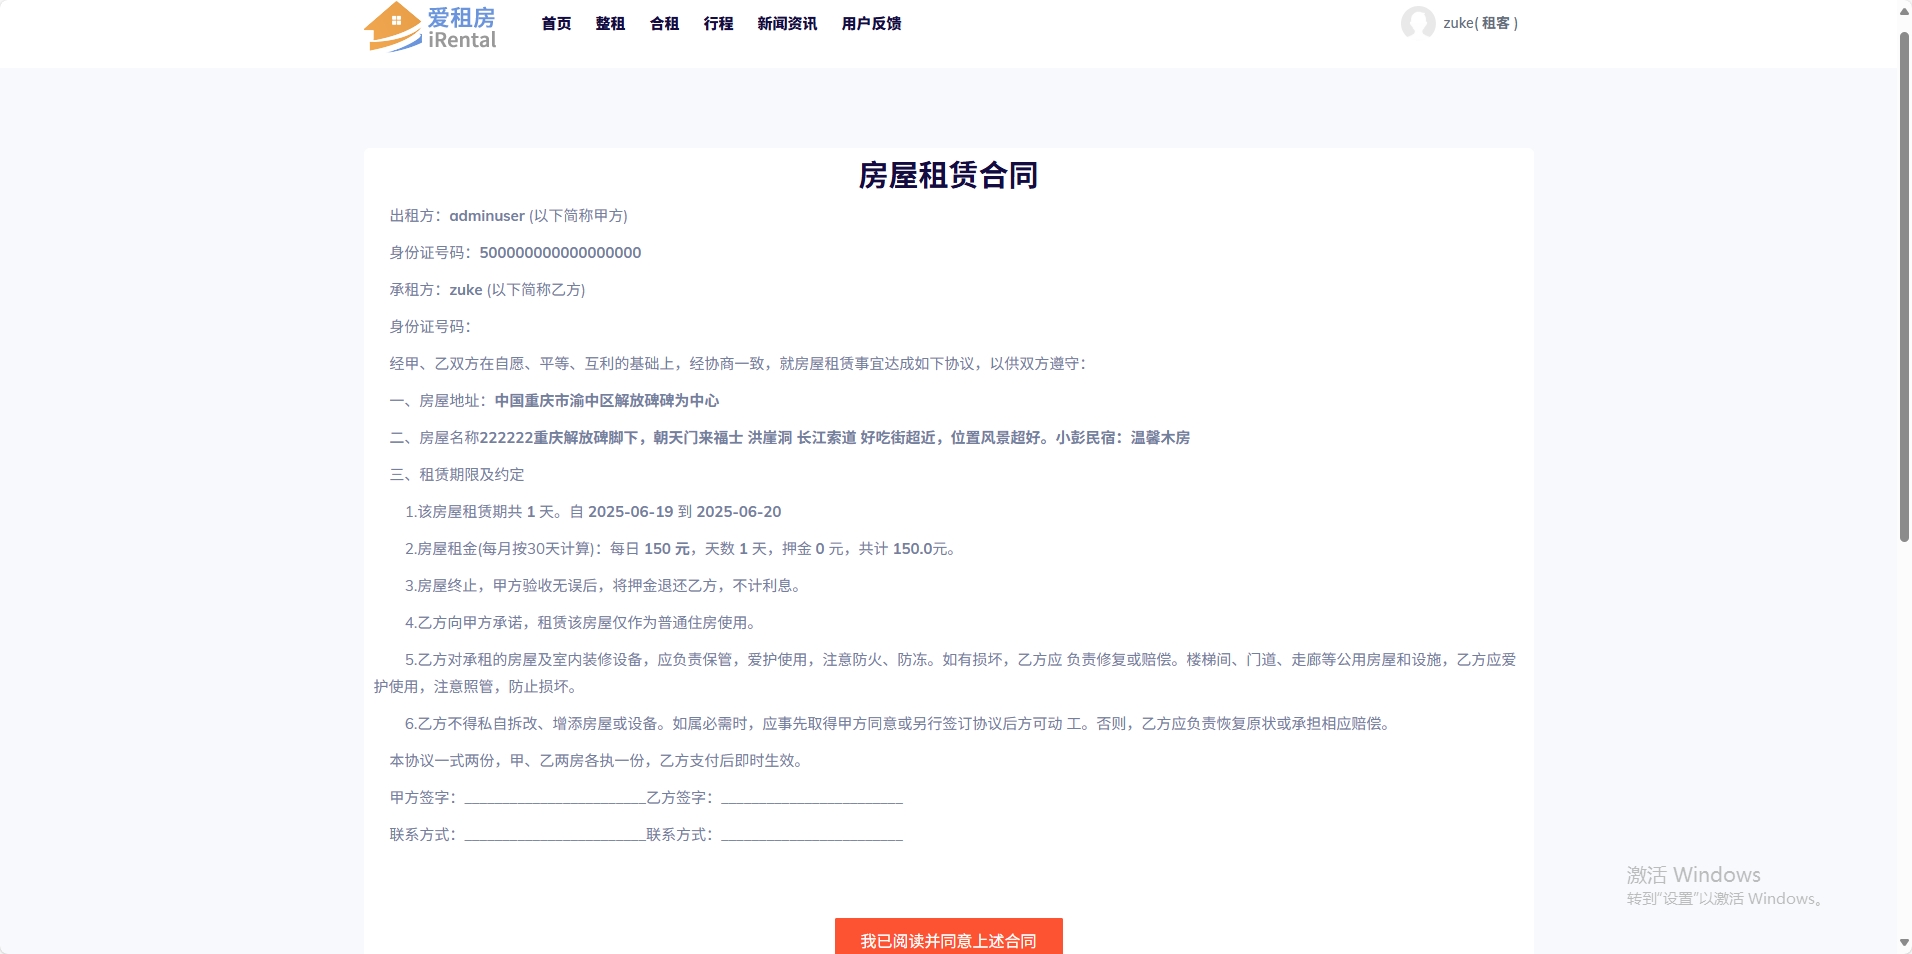 爱租房
iRental
首页 整租 合租 行程 新闻资讯 用户反馈
zuke( 租客 )
房屋租赁合同
出租方：adminuser (以下简称甲方)
身份证号码：500000000000000000
承租方：zuke (以下简称乙方)
身份证号码：
经甲、乙双方在自愿、平等、互利的基础上，经协商一致，就房屋租赁事宜达成如下协议，以供双方遵守：
一、房屋地址：中国重庆市渝中区解放碑碑为中心
二、房屋名称222222重庆解放碑脚下，朝天门来福士 洪崖洞 长江索道 好吃街超近，位置风景超好。小彭民宿：温馨木房
三、租赁期限及约定
1.该房屋租赁期共 1 天。自 2025-06-19 到 2025-06-20
2.房屋租金(每月按30天计算)：每日 150 元，天数 1 天，押金 0 元，共计 150.0元。
3.房屋终止，甲方验收无误后，将押金退还乙方，不计利息。
4.乙方向甲方承诺，租赁该房屋仅作为普通住房使用。
5.乙方对承租的房屋及室内装修设备，应负责保管，爱护使用，注意防火、防冻。如有损坏，乙方应 负责修复或赔偿。楼梯间、门道、走廊等公用房屋和设施，乙方应爱
护使用，注意照管，防止损坏。
6.乙方不得私自拆改、增添房屋或设备。如属必需时，应事先取得甲方同意或另行签订协议后方可动 工。否则，乙方应负责恢复原状或承担相应赔偿。
本协议一式两份，甲、乙两房各执一份，乙方支付后即时生效。
甲方签字：__________________________乙方签字：__________________________
联系方式：__________________________联系方式：__________________________
激活 Windows
转到“设置”以激活 Windows。
我已阅读并同意上述合同